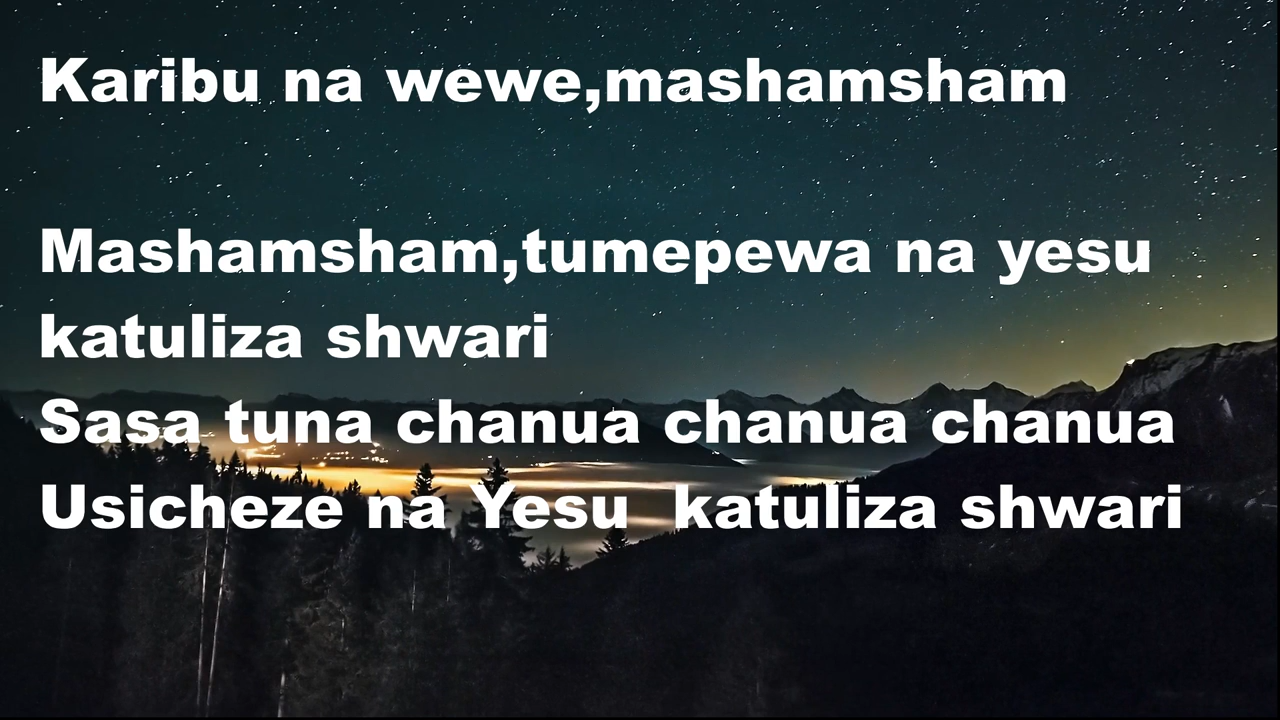 Karibu na wewe,mashamsham
Mashamsham,tumepewa na yesu
katuliza shwari
Sasa tuna chanua chanua chanua
Usicheze na Yesu  katuliza shwari